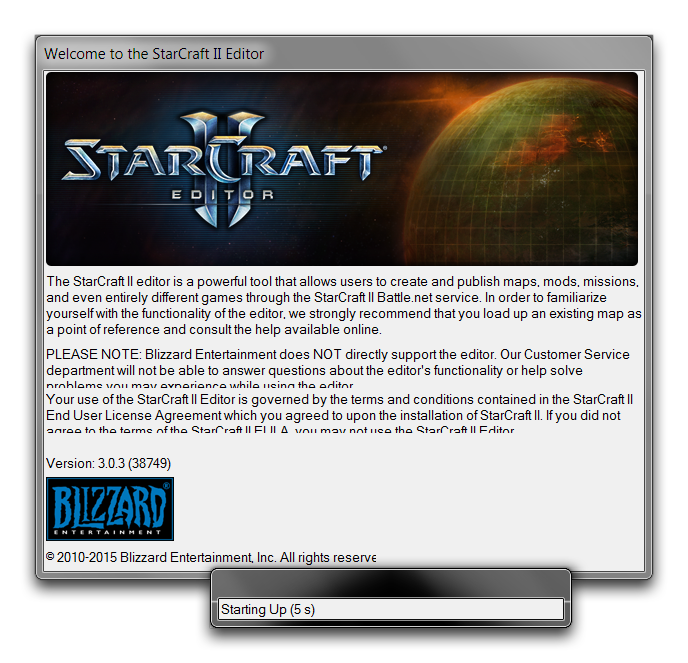 Welcome to the StarCraft II Editor
STARCRAFT
II
EDITOR
The StarCraft II editor is a powerful tool that allows users to create and publish maps, mods, missions,
and even entirely different games through the StarCraft II Battle.net service. In order to familiarize
yourself with the functionality of the editor, we strongly recommend that you load up an existing map as
a point of reference and consult the help available online.
PLEASE NOTE: Blizzard Entertainment does NOT directly support the editor. Our Customer Service
department will not be able to answer questions about the editor's functionality or help solve
problems you may experience while using the editor.
Your use of the StarCraft II Editor is governed by the terms and conditions contained in the StarCraft II
End User License Agreement which you agreed to upon the installation of StarCraft II. If you did not
agree to the terms of the StarCraft II EULA, you may not use the StarCraft II Editor.
Version: 3.0.3 (38749)
BLIZZARD®
ENTERTAINMENT
© 2010-2015 Blizzard Entertainment, Inc. All rights reserve
Starting Up (5 s)